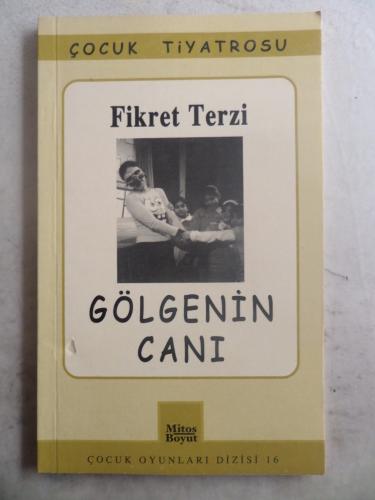 ÇOCUK TİYATROSU
Fikret Terzi
GÖLGENİN
CANI
Mitos
Boyut
ÇOCUK OYUNLARI DİZİSİ 16